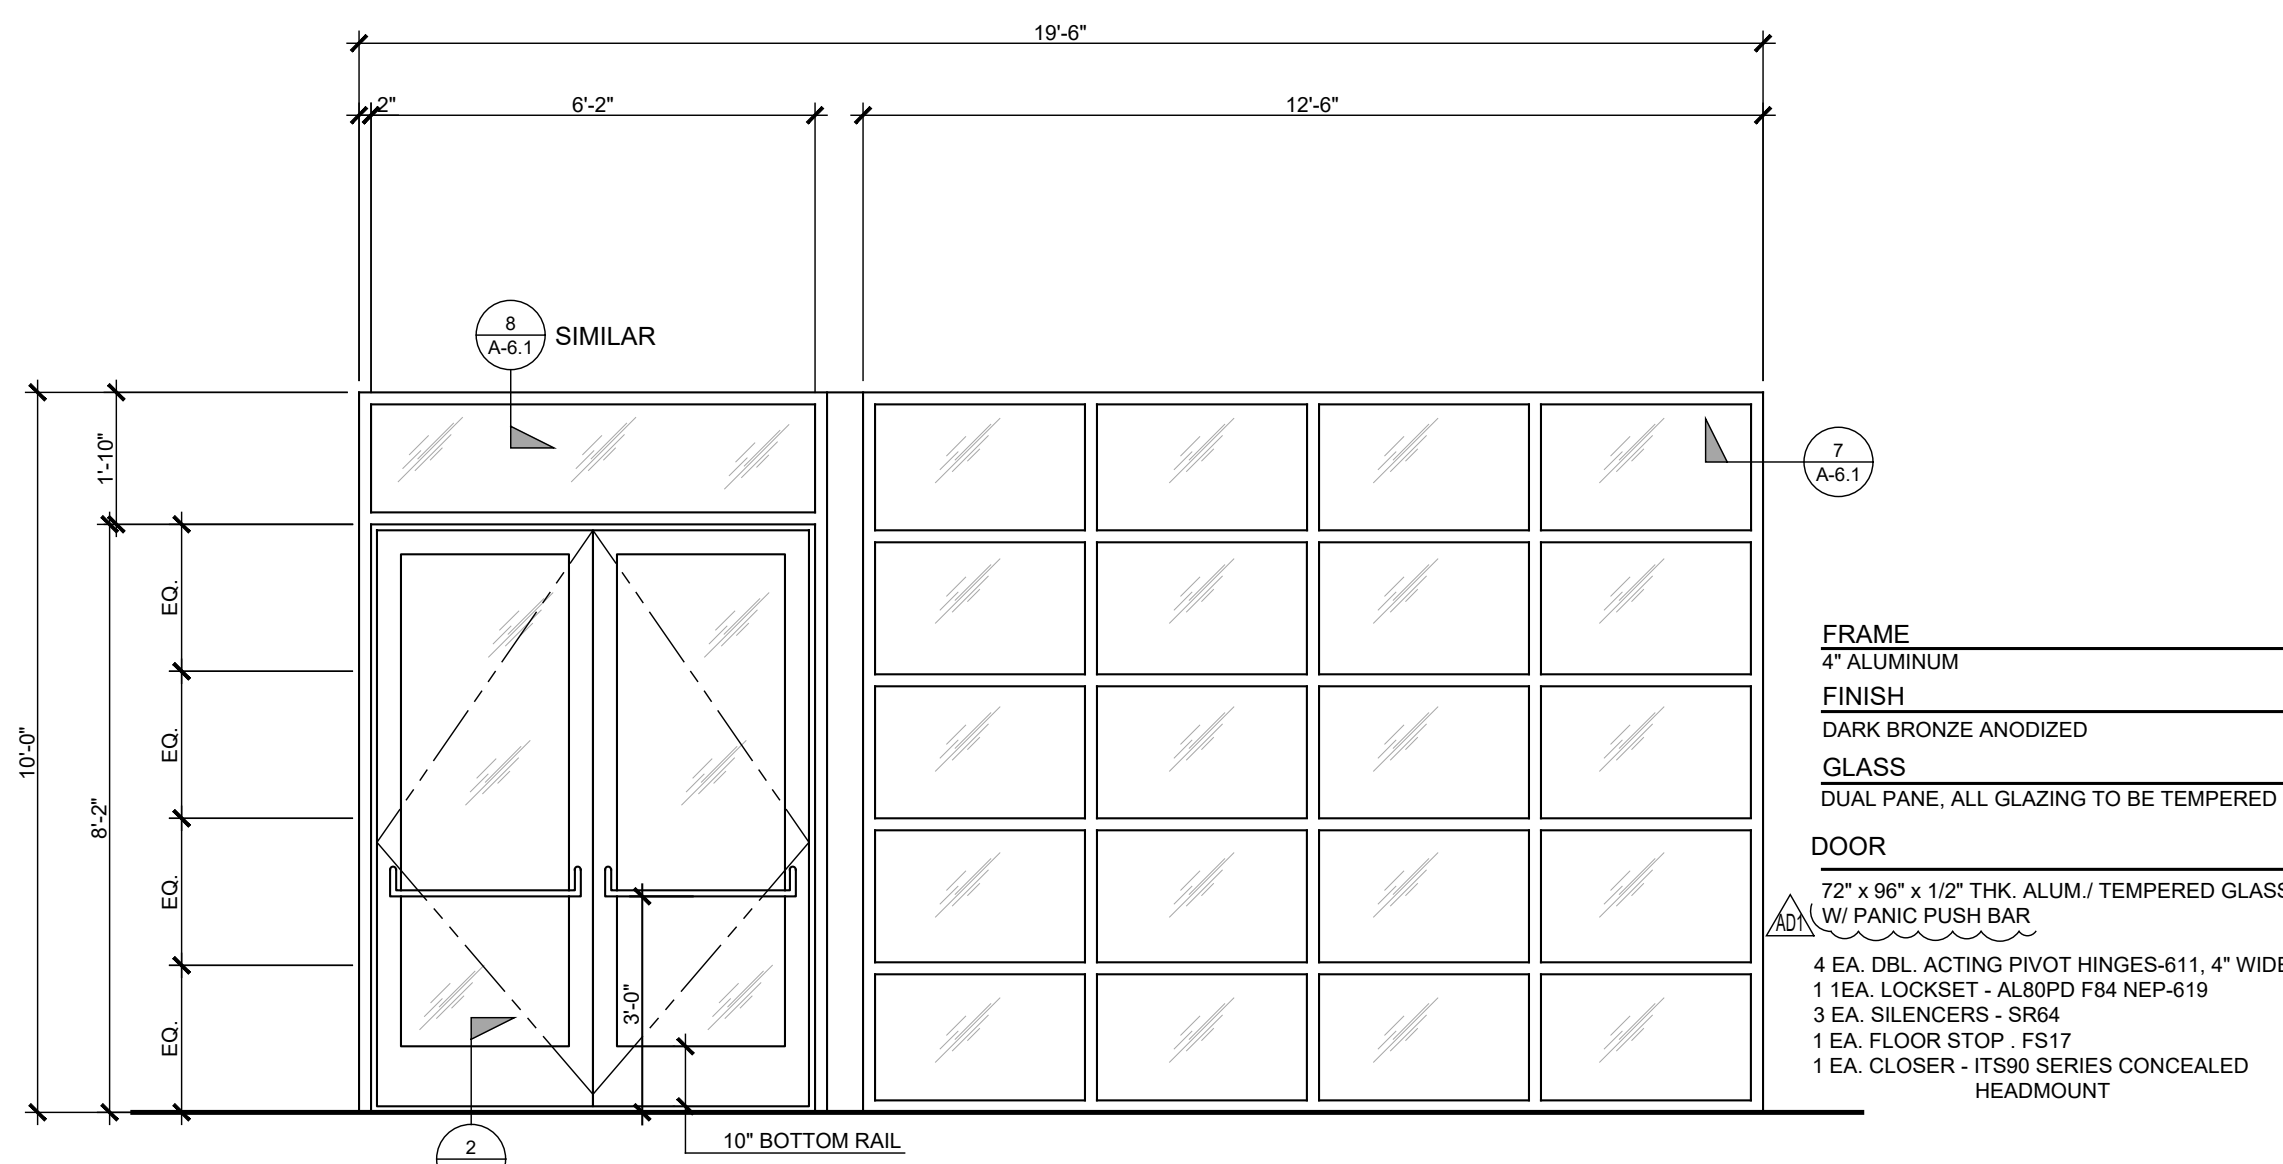 19'-6"
2"
6'-2"
12'-6"
8
A-6.1
SIMILAR
7
A-6.1
1'-10"
10'-0"
8'-2"
EQ.
EQ.
EQ.
EQ.
3'-0"
10" BOTTOM RAIL
2
FRAME
4" ALUMINUM
FINISH
DARK BRONZE ANODIZED
GLASS
DUAL PANE, ALL GLAZING TO BE TEMPERED
DOOR
72" x 96" x 1/2" THK. ALUM./ TEMPERED GLASS
W/ PANIC PUSH BAR
AD1
4 EA. DBL. ACTING PIVOT HINGES-611, 4" WIDE
1 1EA. LOCKSET - AL80PD F84 NEP-619
3 EA. SILENCERS - SR64
1 EA. FLOOR STOP . FS17
1 EA. CLOSER - ITS90 SERIES CONCEALED
HEADMOUNT